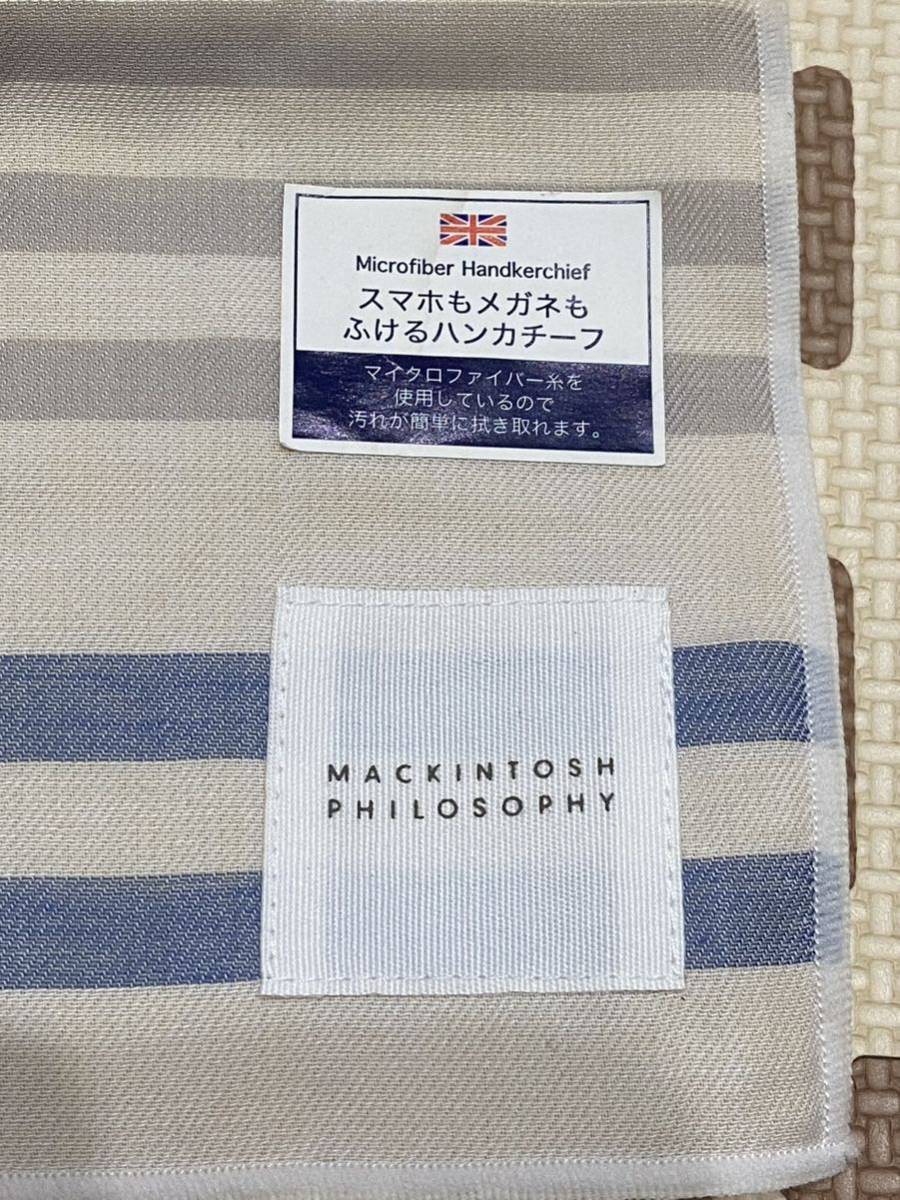 Microfiber Handkerchief
スマホもメガネも
ふけるハンカチーフ
マイクロファイバー糸を
使用しているので
汚れが簡単に拭き取れます。
MACKINTOSH
PHILOSOPHY